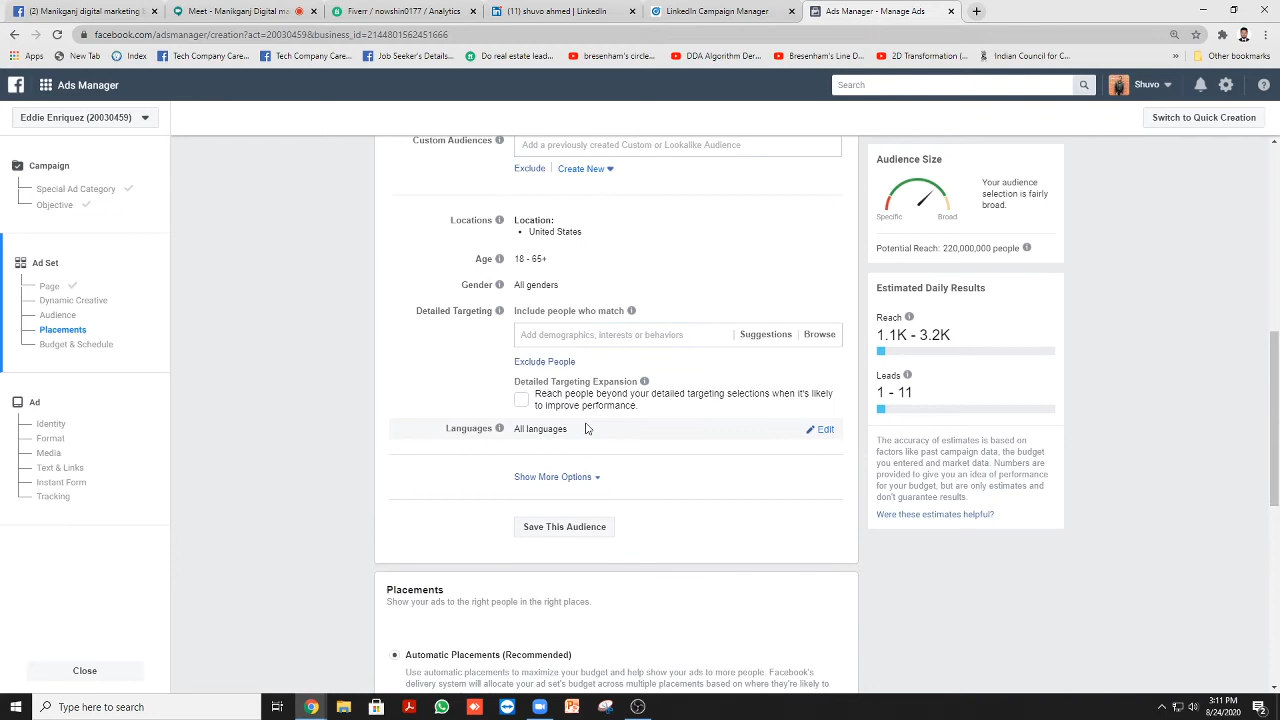 (2) Manikganj Digital m
Meet - Manikganj Digital ma
Fiverr / nowshin0177 / Analytics
(11) shuvo ahmed | LinkedIn
LinkedIn Campaign Manager
Ads Manager - Manage Ads
facebook.com/adsmanager/creation?act=20030459&business_id=2144801562451666
Apps
New Tab
Index
Tech Company Care...
Tech Company Care...
Job Seeker's Details...
Do real estate lead...
bresenham's circle...
DDA Algorithm Der...
Bresenham's Line D...
2D Transformation i...
Indian Council for C...
Other bookmarks
Ads Manager
Search
Shuvo
Eddie Enriquez (20030459)
Switch to Quick Creation
Campaign
Special Ad Category
Objective
Ad Set
Page
Dynamic Creative
Audience
Placements
Budget & Schedule
Ad
Identity
Format
Media
Text & Links
Instant Form
Tracking
Close
Custom Audiences
Add a previously created Custom or Lookalike Audience
Exclude
Create New
Locations
Location:
• United States
Age
18 - 65+
Gender
All genders
Detailed Targeting
Include people who match
Add demographics, interests or behaviors
Suggestions
Browse
Exclude People
Detailed Targeting Expansion
Reach people beyond your detailed targeting selections when it's likely
to improve performance.
Languages
All languages
Edit
Show More Options
Save This Audience
Placements
Show your ads to the right people in the right places.
Automatic Placements (Recommended)
Use automatic placements to maximize your budget and help show your ads to more people. Facebook's
delivery system will allocate your ad set's budget across multiple placements based on where they're likely to
Audience Size
Specific
Broad
Your audience
selection is fairly
broad.
Potential Reach: 220,000,000 people
Estimated Daily Results
Reach
1.1K - 3.2K
Leads
1 - 11
The accuracy of estimates is based on
factors like past campaign data, the budget
you entered and market data. Numbers are
provided to give you an idea of performance
for your budget, but are only estimates and
don't guarantee results.
Were these estimates helpful?
Type here to search
3:11 PM
8/24/2020